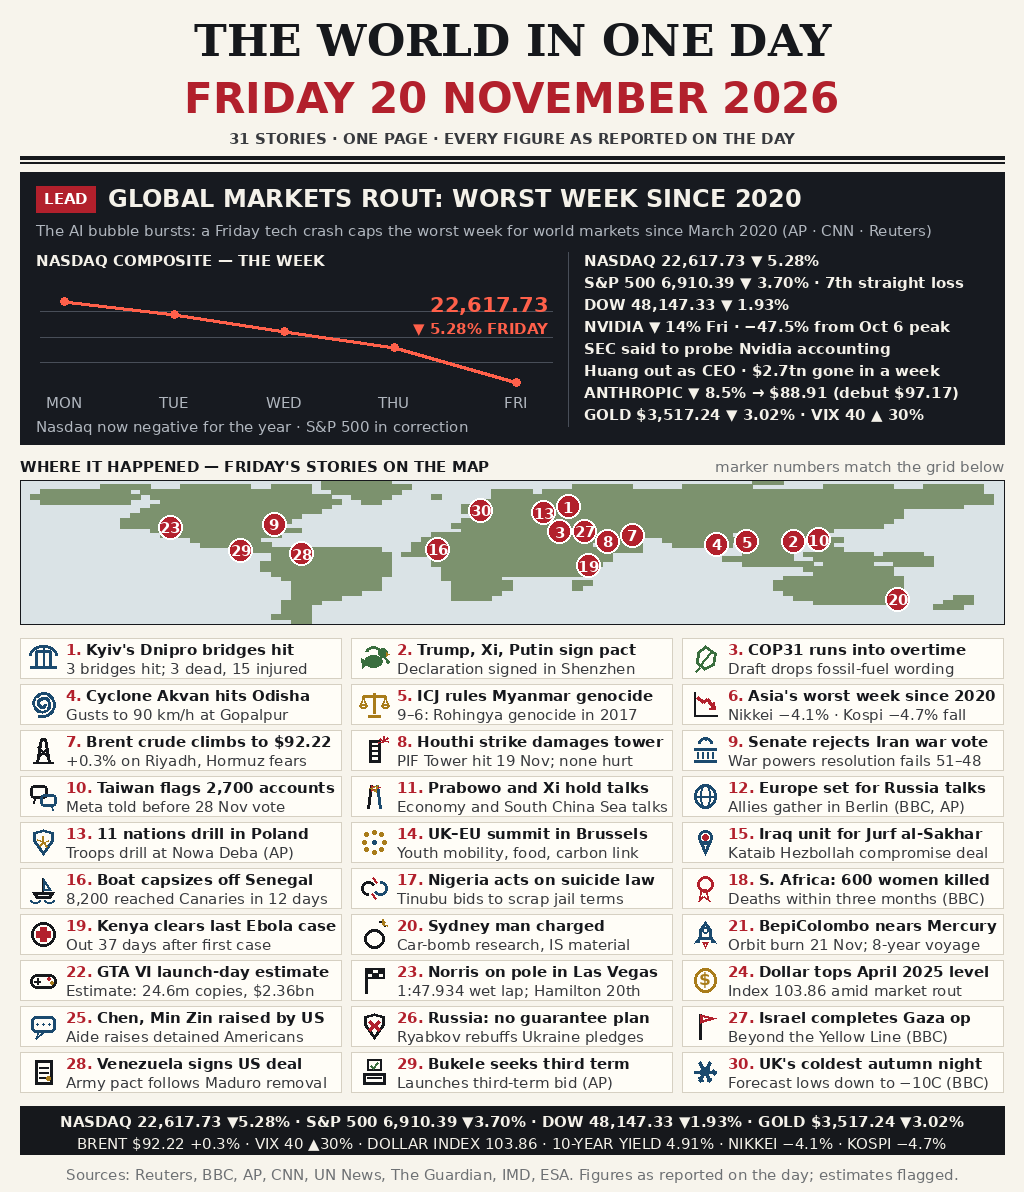 THE WORLD IN ONE DAY
FRIDAY 20 NOVEMBER 2026
31 STORIES · ONE PAGE · EVERY FIGURE AS REPORTED ON THE DAY
LEAD GLOBAL MARKETS ROUT: WORST WEEK SINCE 2020
The AI bubble bursts: a Friday tech crash caps the worst week for world markets since March 2020 (AP · CNN · Reuters)
NASDAQ COMPOSITE — THE WEEK
22,617.73
▼ 5.28% FRIDAY
MON TUE WED THU FRI
Nasdaq now negative for the year · S&P 500 in correction
NASDAQ 22,617.73 ▼ 5.28%
S&P 500 6,910.39 ▼ 3.70% · 7th straight loss
DOW 48,147.33 ▼ 1.93%
NVIDIA ▼ 14% Fri · −47.5% from Oct 6 peak
SEC said to probe Nvidia accounting
Huang out as CEO · $2.7tn gone in a week
ANTHROPIC ▼ 8.5% → $88.91 (debut $97.17)
GOLD $3,517.24 ▼ 3.02% · VIX 40 ▲ 30%
WHERE IT HAPPENED — FRIDAY'S STORIES ON THE MAP
marker numbers match the grid below
30 13 1
23 9 3 27 8 7
29 28 16 4 5 2 10
19
20
1. Kyiv's Dnipro bridges hit
3 bridges hit; 3 dead, 15 injured
2. Trump, Xi, Putin sign pact
Declaration signed in Shenzhen
3. COP31 runs into overtime
Draft drops fossil-fuel wording
4. Cyclone Akvan hits Odisha
Gusts to 90 km/h at Gopalpur
5. ICJ rules Myanmar genocide
9–6: Rohingya genocide in 2017
6. Asia's worst week since 2020
Nikkei −4.1% · Kospi −4.7% fall
7. Brent crude climbs to $92.22
+0.3% on Riyadh, Hormuz fears
8. Houthi strike damages tower
PIF Tower hit 19 Nov; none hurt
9. Senate rejects Iran war vote
War powers resolution fails 51–48
10. Taiwan flags 2,700 accounts
Meta told before 28 Nov vote
11. Prabowo and Xi hold talks
Economy and South China Sea talks
12. Europe set for Russia talks
Allies gather in Berlin (BBC, AP)
13. 11 nations drill in Poland
Troops drill at Nowa Deba (AP)
14. UK–EU summit in Brussels
Youth mobility, food, carbon link
15. Iraq unit for Jurf al-Sakhar
Kataib Hezbollah compromise deal
16. Boat capsizes off Senegal
8,200 reached Canaries in 12 days
17. Nigeria acts on suicide law
Tinubu bids to scrap jail terms
18. S. Africa: 600 women killed
Deaths within three months (BBC)
19. Kenya clears last Ebola case
Out 37 days after first case
20. Sydney man charged
Car-bomb research, IS material
21. BepiColombo nears Mercury
Orbit burn 21 Nov; 8-year voyage
22. GTA VI launch-day estimate
Estimate: 24.6m copies, $2.36bn
23. Norris on pole in Las Vegas
1:47.934 wet lap; Hamilton 20th
$
24. Dollar tops April 2025 level
Index 103.86 amid market rout
25. Chen, Min Zin raised by US
Aide raises detained Americans
26. Russia: no guarantee plan
Ryabkov rebuffs Ukraine pledges
27. Israel completes Gaza op
Beyond the Yellow Line (BBC)
28. Venezuela signs US deal
Army pact follows Maduro removal
29. Bukele seeks third term
Launches third-term bid (AP)
30. UK's coldest autumn night
Forecast lows down to −10C (BBC)
NASDAQ 22,617.73 ▼5.28% · S&P 500 6,910.39 ▼3.70% · DOW 48,147.33 ▼1.93% · GOLD $3,517.24 ▼3.02%
BRENT $92.22 +0.3% · VIX 40 ▲30% · DOLLAR INDEX 103.86 · 10-YEAR YIELD 4.91% · NIKKEI −4.1% · KOSPI −4.7%
Sources: Reuters, BBC, AP, CNN, UN News, The Guardian, IMD, ESA. Figures as reported on the day; estimates flagged.